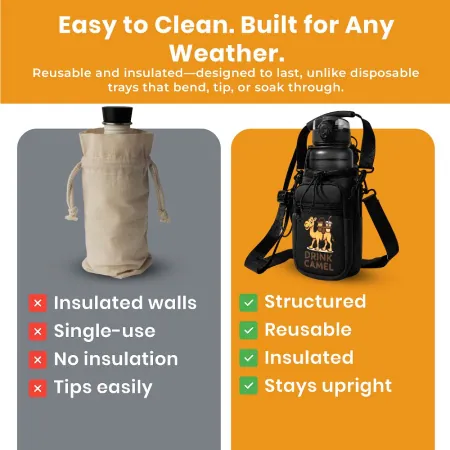 Easy to Clean. Built for Any
Weather.
Reusable and insulated—designed to last, unlike disposable
trays that bend, tip, or soak through.
Insulated walls
Single-use
No insulation
Tips easily
DRINK
CAMEL
Structured
Reusable
Insulated
Stays upright